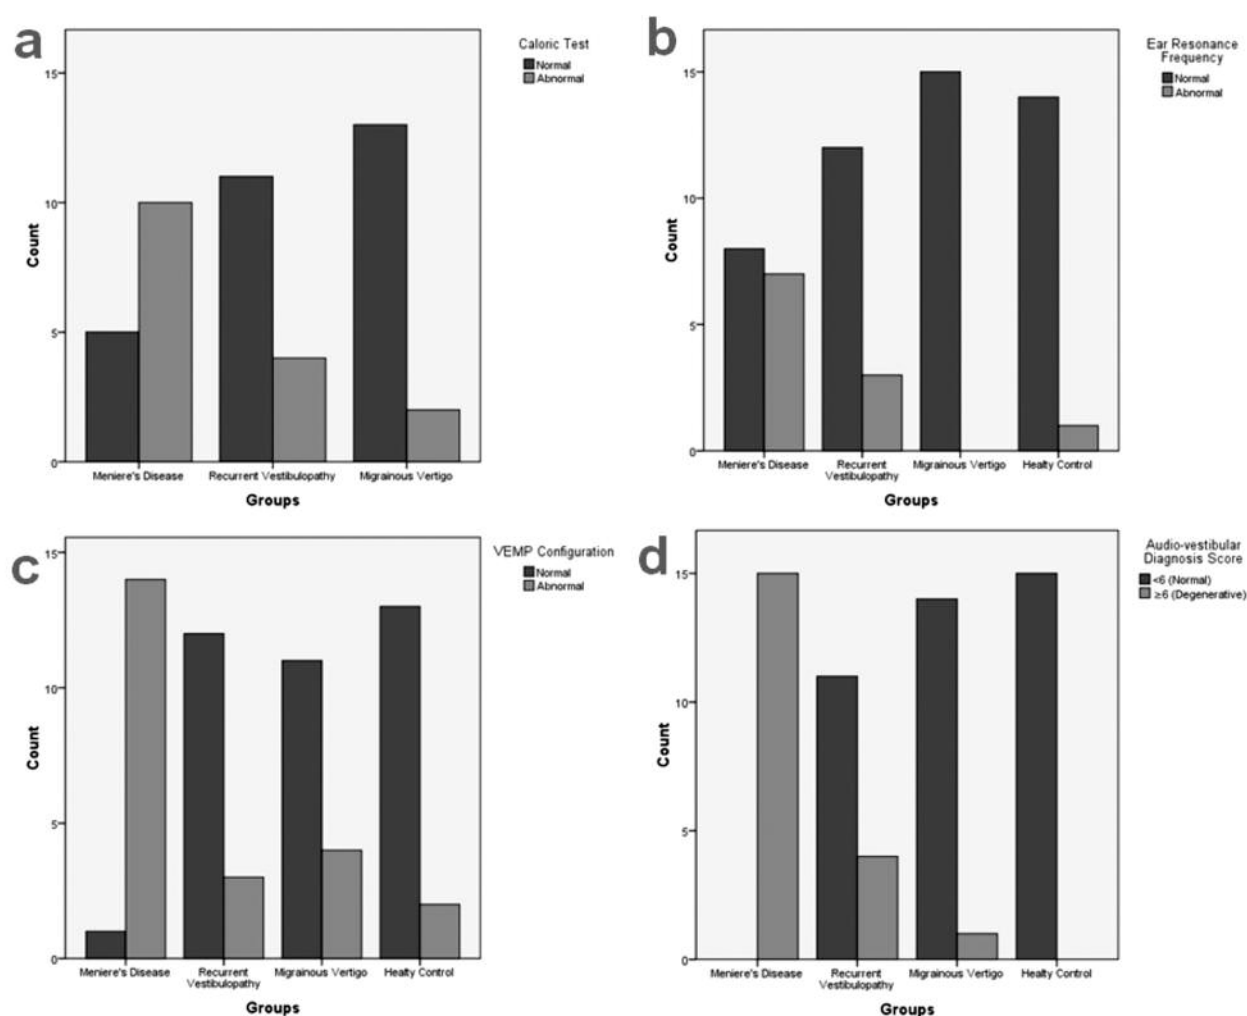 a
Caloric Test
Normal
Abnormal
15
10
5
0
Count
Meniere's Disease
Recurrent Vestibulopathy
Migrainous Vertigo
Groups
b
Ear Resonance
Frequency
Normal
Abnormal
15
10
5
0
Count
Meniere's Disease
Recurrent
Vestibulopathy
Migrainous Vertigo
Healty Control
Groups
c
VEMP Configuration
Normal
Abnormal
15
10
5
0
Count
Meniere's Disease
Recurrent
Vestibulopathy
Migrainous Vertigo
Healty Control
Groups
d
Audio-vestibular
Diagnosis Score
<6 (Normal)
≥6 (Degenerative)
15
10
5
0
Count
Meniere's Disease
Recurrent
Vestibulopathy
Migrainous Vertigo
Healty Control
Groups